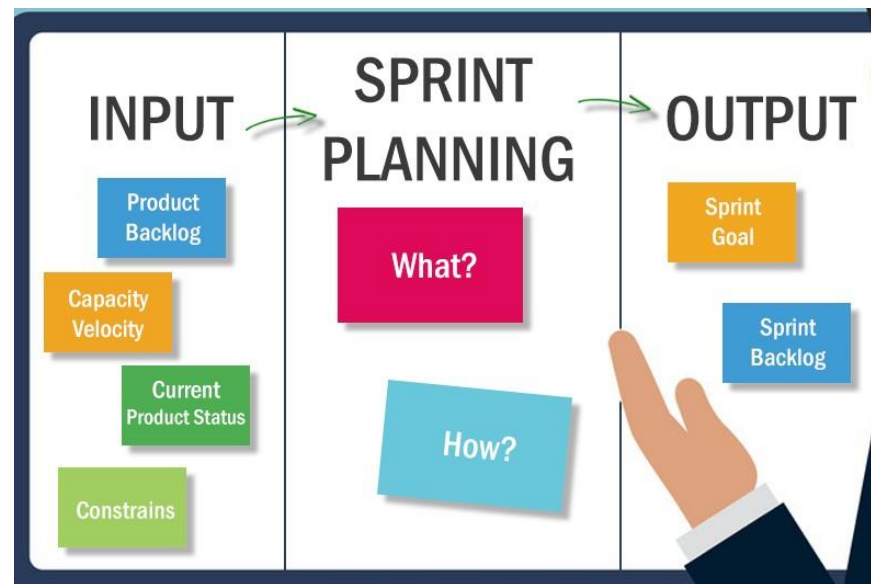 INPUT
Product
Backlog
Capacity
Velocity
Current
Product Status
Constrains
SPRINT
PLANNING
What?
How?
OUTPUT
Sprint
Goal
Sprint
Backlog